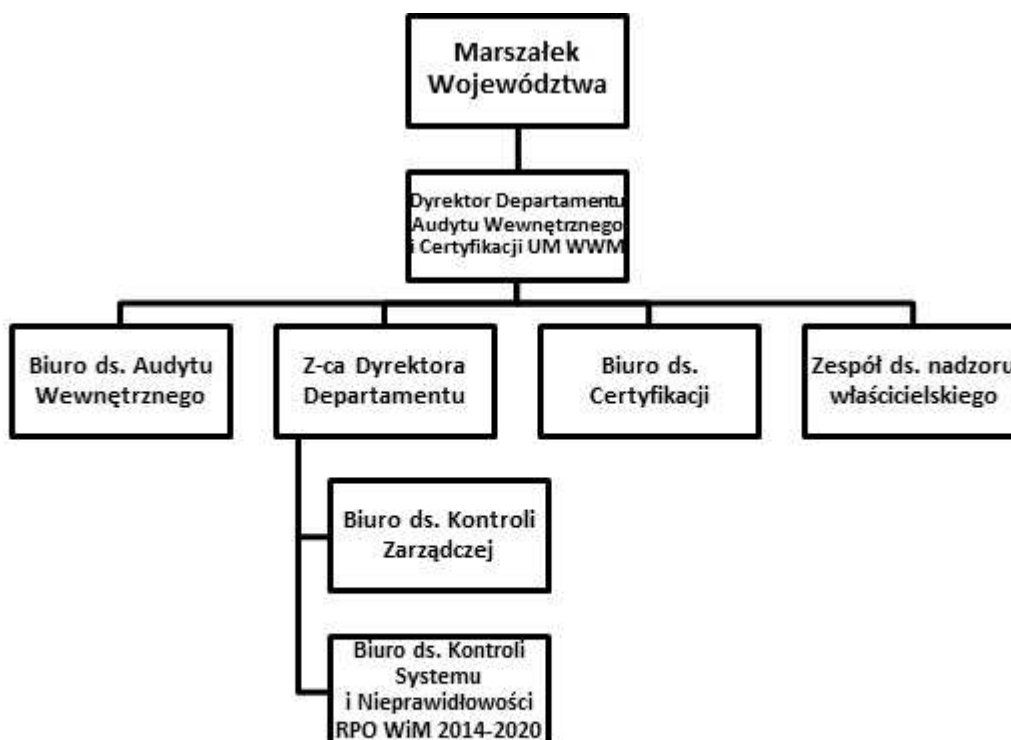 Marszałek
Województwa
Dyrektor Departamentu
Audytu Wewnętrznego
i Certyfikacji UM WWM
Biuro ds. Audytu
Wewnętrznego
Z-ca Dyrektora
Departamentu
Biuro ds.
Certyfikacji
Zespół ds. nadzoru
właścicielskiego
Biuro ds. Kontroli
Zarządczej
Biuro ds. Kontroli
Systemu
i Nieprawidłowości
RPO WiM 2014-2020